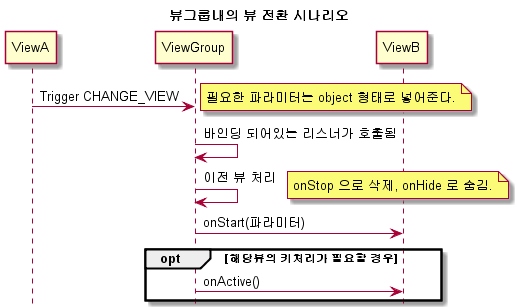 뷰그룹내의 뷰 전환 시나리오
ViewA
ViewGroup
ViewB
Trigger CHANGE_VIEW
필요한 파라미터는 object 형태로 넣어준다.
바인딩 되어있는 리스너가 호출됨
이전 뷰 처리
onStop 으로 삭제, onHide 로 숨김.
onStart(파라미터)
opt
[해당뷰의 키처리가 필요할 경우]
onActive()